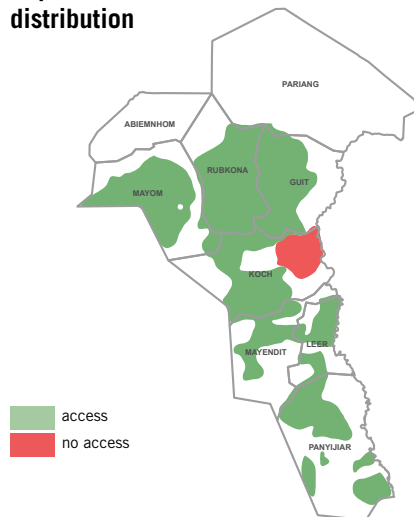 distribution
PARIANG
ABIEMNHOM
RUBKONA
GUIT
MAYOM
KOCH
MAYENDIT
LEER
PANYIJIAR
access
no access